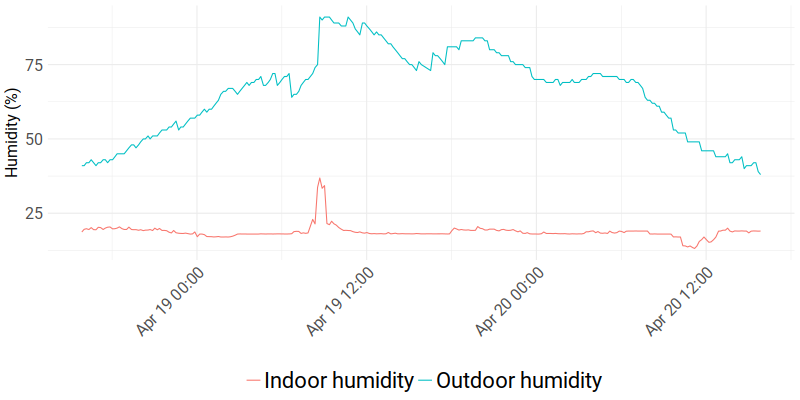 Humidity (%)
75
50
25
Apr 19 00:00
Apr 19 12:00
Apr 20 00:00
Apr 20 12:00
Indoor humidity
Outdoor humidity